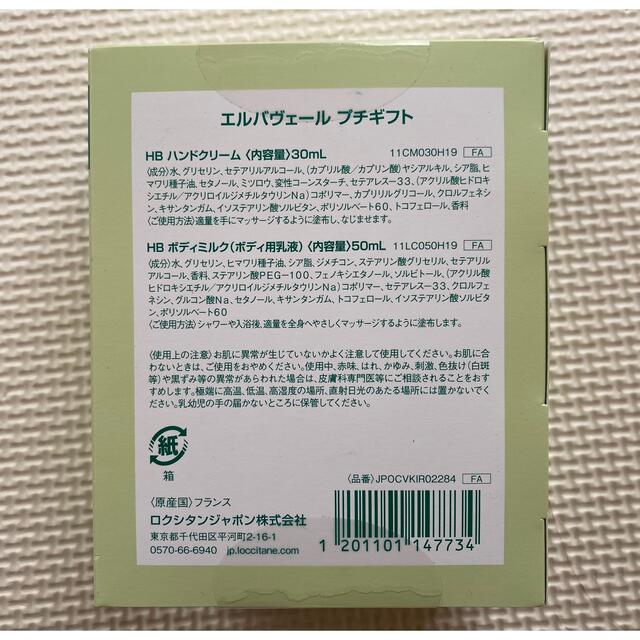 エルバヴェール プチギフト
HB ハンドクリーム〈内容量〉30mL 11CM030H19 FA
〈成分〉水、グリセリン、セテアリルアルコール、(カプリル酸/カプリン酸)ヤシアルキル、シア脂、ヒ
マワリ種子油、セタノール、ミツロウ、変性コーンスターチ、セテアレス-33、(アクリル酸ヒドロキ
シエチル/アクリロイルジメチルタウリンNa)コポリマー、カプリリルグリコール、クロルフェネシ
ン、キサンタンガム、イソステアリン酸ソルビタン、ポリソルベート60、トコフェロール、香料
〈ご使用方法〉適量を手にマッサージするように塗布し、なじませます。
HB ボディミルク(ボディ用乳液)〈内容量〉50mL 11LC050H19 FA
〈成分〉水、グリセリン、ヒマワリ種子油、シア脂、ジメチコン、ステアリン酸グリセリル、セテアリル
アルコール、香料、ステアリン酸PEG-100、フェノキシエタノール、ソルビトール、(アクリル酸
ヒドロキシエチル/アクリロイルジメチルタウリンNa)コポリマー、セテアレス-33、クロルフェ
ネシン、グルコン酸Na、セタノール、キサンタンガム、トコフェロール、イソステアリン酸ソルビタ
ン、ポリソルベート60
〈ご使用方法〉シャワーや入浴後、適量を全身へやさしくマッサージするように塗布します。
〈使用上の注意〉お肌に異常が生じていないかよく注意して使用してください。お肌に合
わないときは、ご使用をおやめください。使用中、赤味、はれ、かゆみ、刺激、色抜け(白斑
等)や黒ずみ等の異常があらわれた場合は、皮膚科専門医等にご相談されることをおす
すめします。極端に高温、低温、高湿度の場所、直射日光のあたる場所には置かないでく
ださい。乳幼児の手の届かないところに保管してください。
紙
箱
〈品番〉JPOCVKIR02284 FA
〈原産国〉フランス
ロクシタンジャポン株式会社
東京都千代田区平河町2-16-1
0570-66-6940 jp.loccitane.com
1 201101 147734